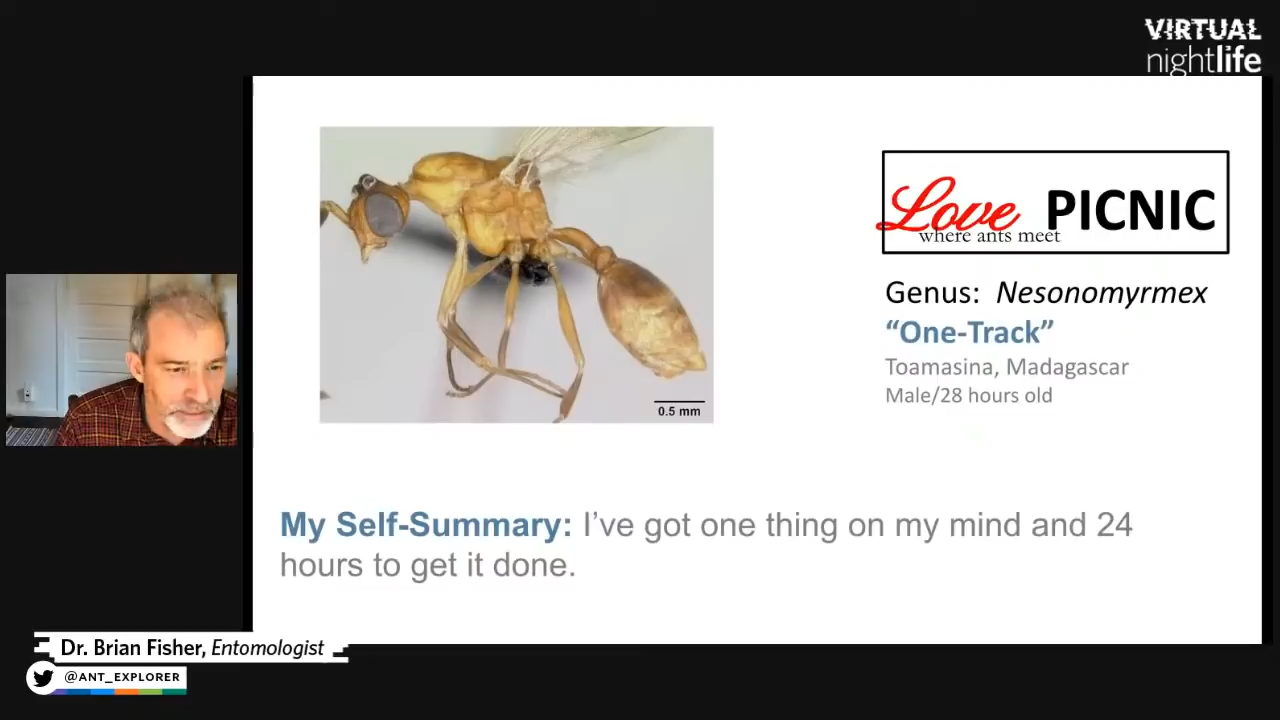 VIRTUAL
nightlife
Love PICNIC
where ants meet
Genus: Nesonomyrmex
“One-Track”
Toamasina, Madagascar
Male/28 hours old
0.5 mm
My Self-Summary: I’ve got one thing on my mind and 24
hours to get it done.
Dr. Brian Fisher, Entomologist
@ANT_EXPLORER